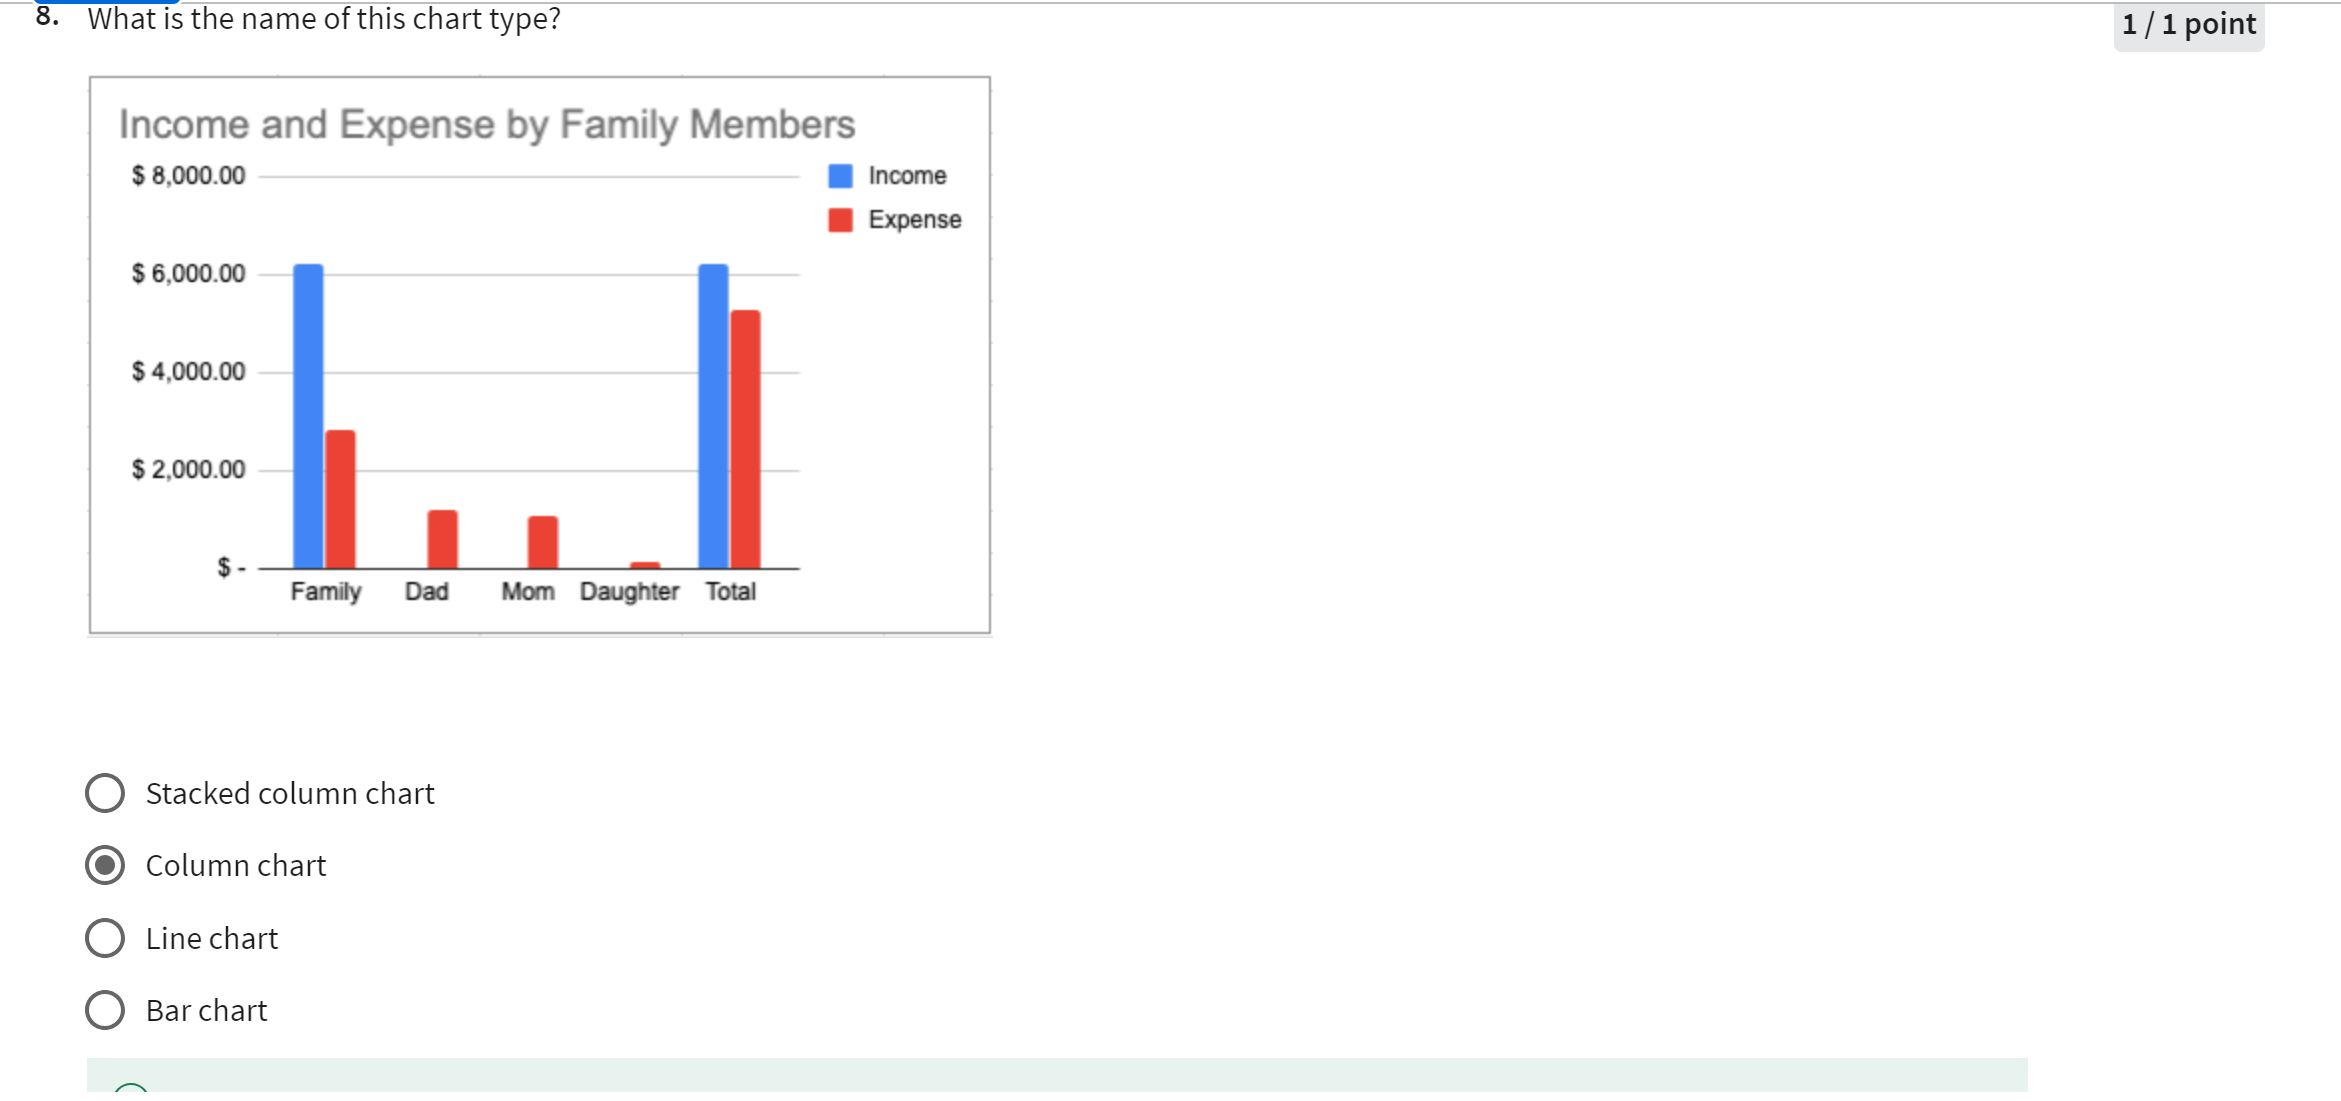 8. What is the name of this chart type?
1 / 1 point
Income and Expense by Family Members
$ 8,000.00
Income
Expense
$ 6,000.00
$ 4,000.00
$ 2,000.00
$ -
Family Dad Mom Daughter Total
Stacked column chart
Column chart
Line chart
Bar chart